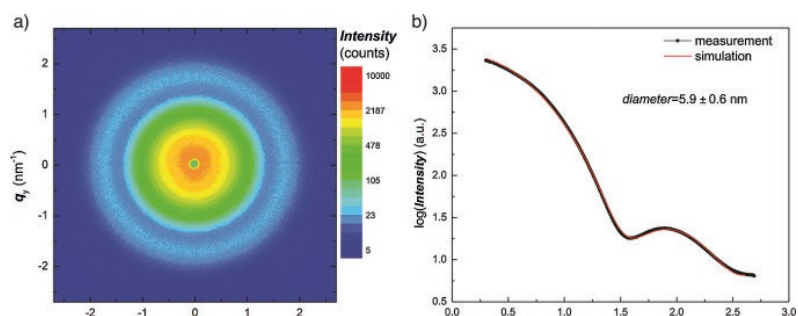 a)
Intensity
(counts)
10000
2187
478
105
23
5
q_y (nm⁻¹)
2
1
0
-1
-2
-2 -1 0 1 2
b)
measurement
simulation
diameter=5.9 ± 0.6 nm
log(Intensity) (a.u.)
3.5
3.0
2.5
2.0
1.5
1.0
0.5
0.0 0.5 1.0 1.5 2.0 2.5 3.0